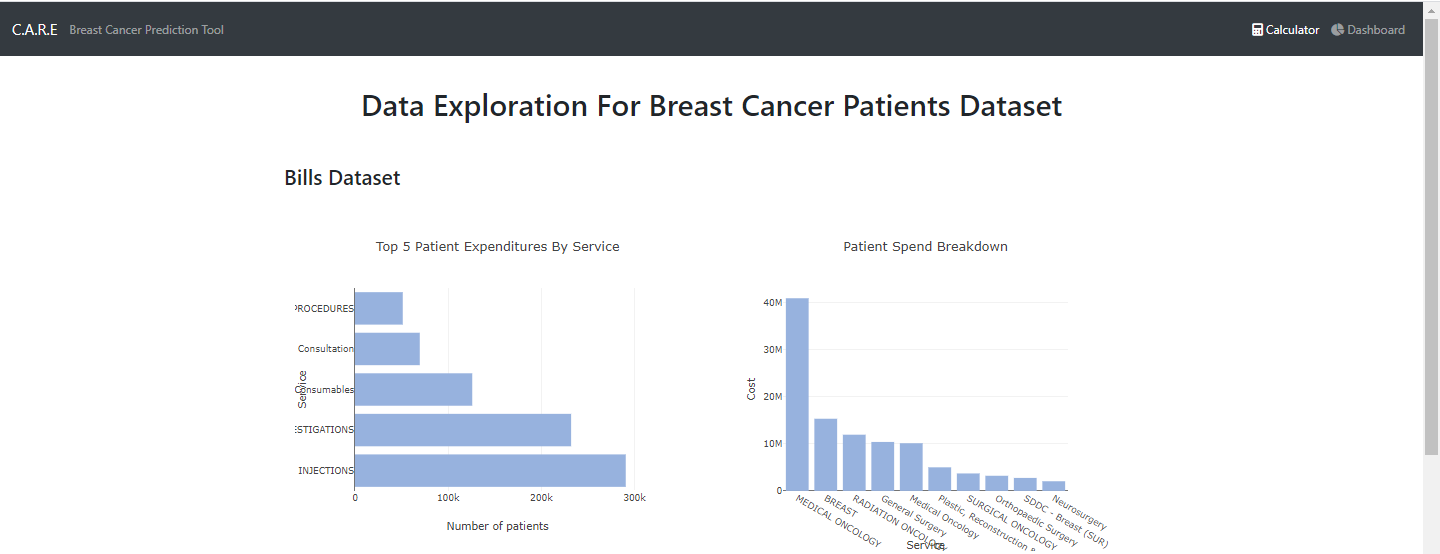 C.A.R.E Breast Cancer Prediction Tool Calculator Dashboard
Data Exploration For Breast Cancer Patients Dataset
Bills Dataset
Top 5 Patient Expenditures By Service
PROCEDURES
Consultation
Consumables
ESTIGATIONS
INJECTIONS
Service
0 100k 200k 300k
Number of patients
Patient Spend Breakdown
40M
30M
20M
10M
0
Cost
MEDICAL ONCOLOGY
BREAST
RADIATION ONCOLOGY
General Surgery
Medical Oncology
Plastic, Reconstruction &
SURGICAL ONCOLOGY
Orthopaedic Surgery
SDDC - Breast (SUR)
Neurosurgery
Service